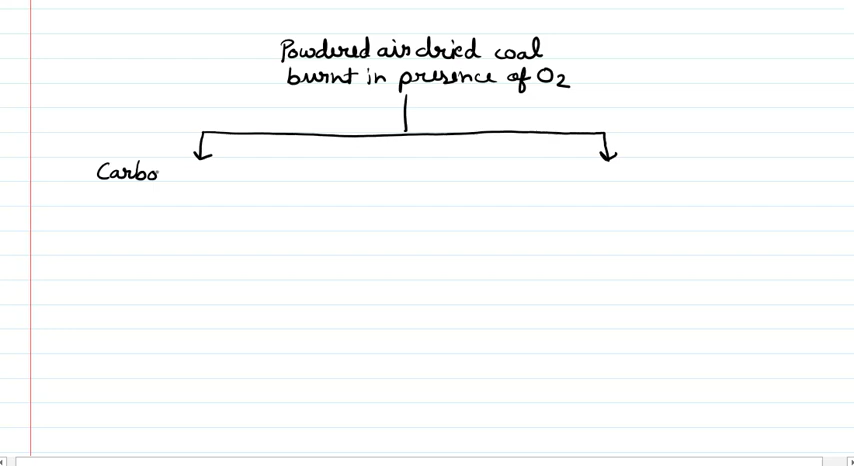 Powdered air dried coal
burnt in presence of O2
Carbo